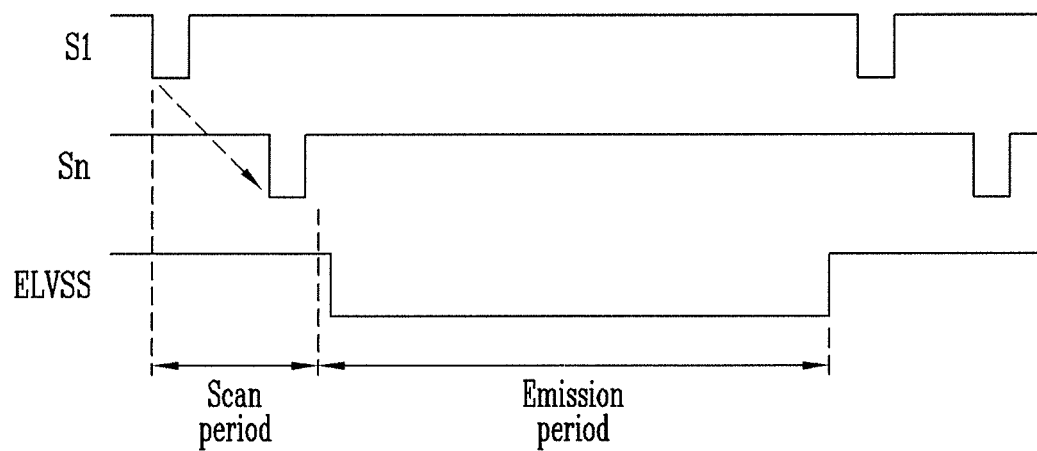 S1
Sn
ELVSS
Scan
period
Emission
period